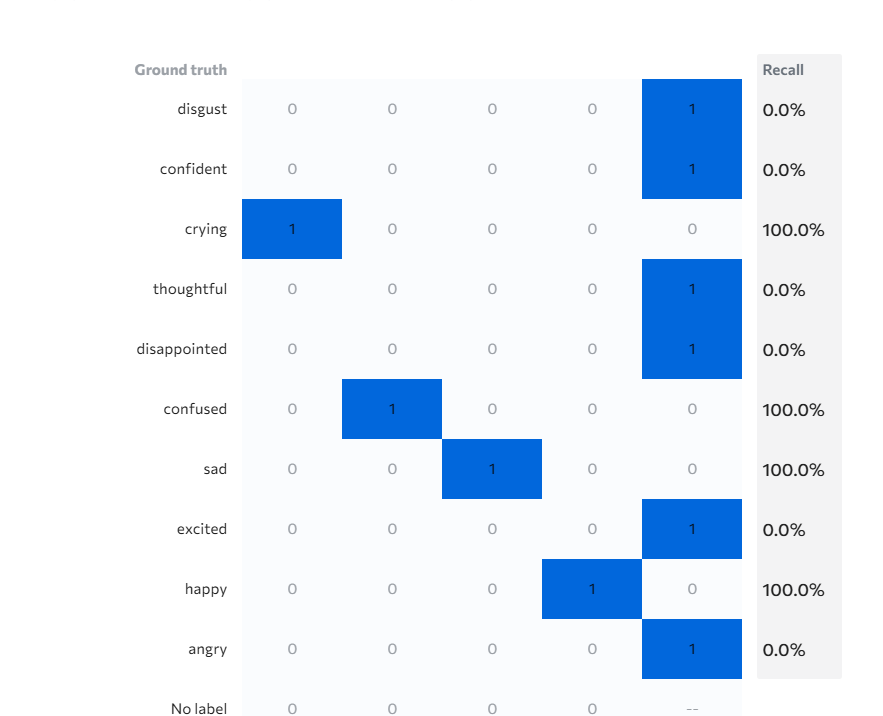 Ground truth Recall
disgust 0 0 0 0 1 0.0%
confident 0 0 0 0 1 0.0%
crying 1 0 0 0 0 100.0%
thoughtful 0 0 0 0 1 0.0%
disappointed 0 0 0 0 1 0.0%
confused 0 1 0 0 0 100.0%
sad 0 0 1 0 0 100.0%
excited 0 0 0 0 1 0.0%
happy 0 0 0 1 0 100.0%
angry 0 0 0 0 1 0.0%
No label 0 0 0 0 --